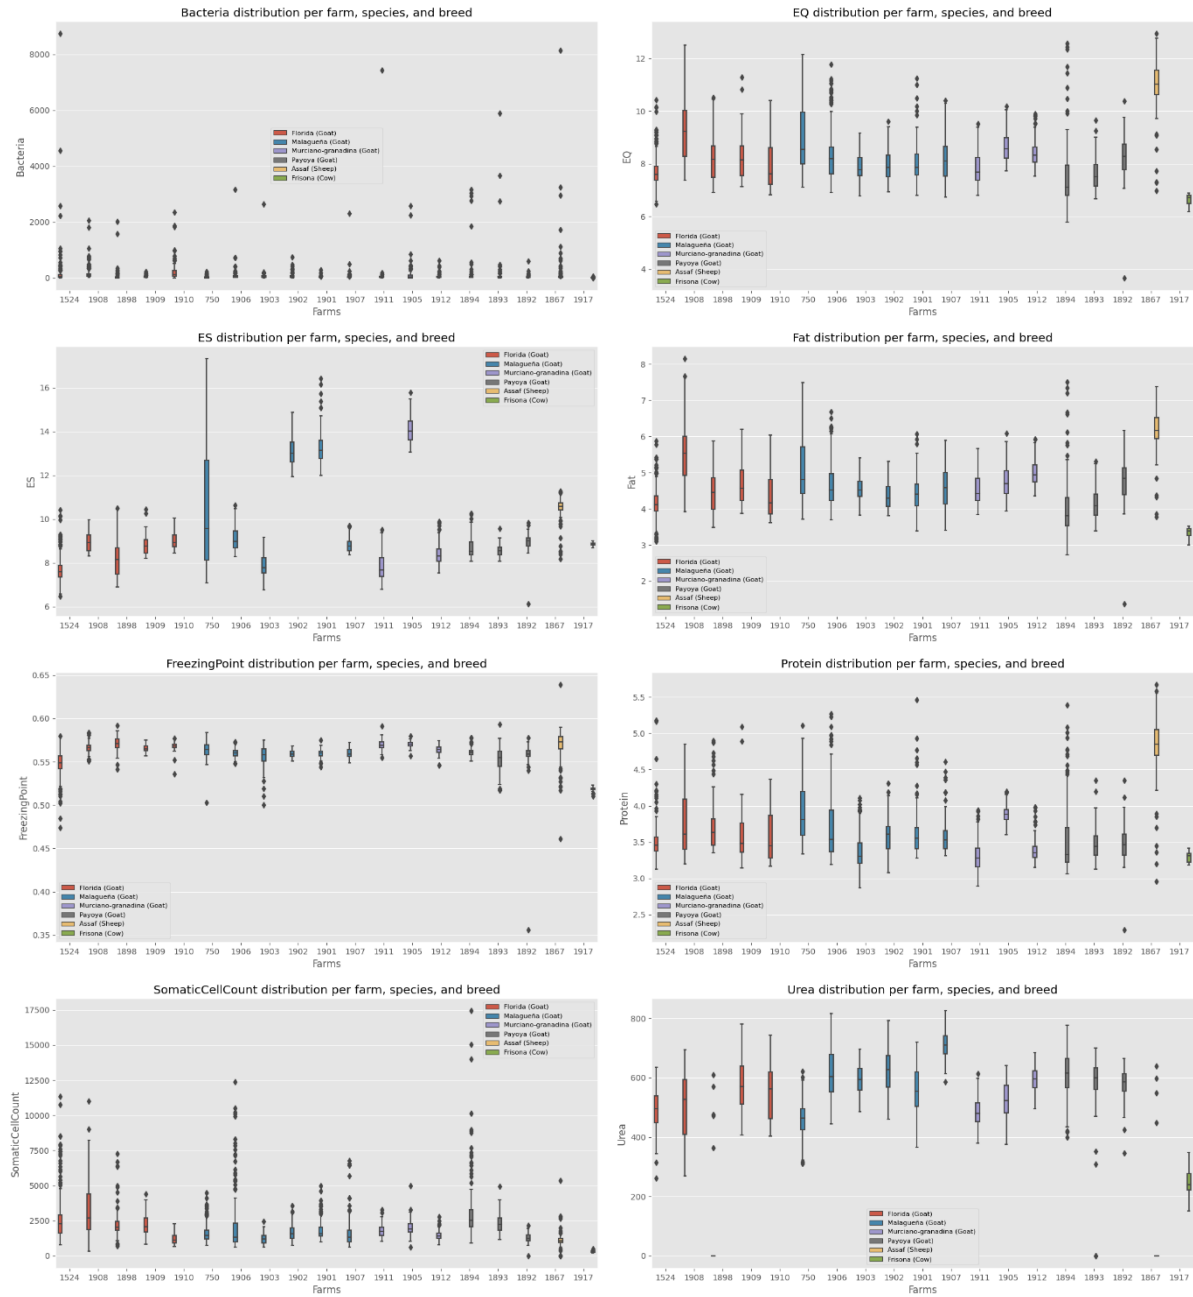 Bacteria distribution per farm, species, and breed
8000
6000
4000
2000
0
Bacteria
Florida (Goat)
Malagueña (Goat)
Murciano-granadina (Goat)
Payoya (Goat)
Assaf (Sheep)
Frisona (Cow)
1524 1908 1898 1909 1910 750 1906 1903 1902 1901 1907 1911 1905 1912 1894 1893 1892 1867 1917
Farms
EQ distribution per farm, species, and breed
12
10
8
6
4
EQ
Florida (Goat)
Malagueña (Goat)
Murciano-granadina (Goat)
Payoya (Goat)
Assaf (Sheep)
Frisona (Cow)
1524 1908 1898 1909 1910 750 1906 1903 1902 1901 1907 1911 1905 1912 1894 1893 1892 1867 1917
Farms
ES distribution per farm, species, and breed
16
14
12
10
8
6
ES
Florida (Goat)
Malagueña (Goat)
Murciano-granadina (Goat)
Payoya (Goat)
Assaf (Sheep)
Frisona (Cow)
1524 1908 1898 1909 1910 750 1906 1903 1902 1901 1907 1911 1905 1912 1894 1893 1892 1867 1917
Farms
Fat distribution per farm, species, and breed
8
7
6
5
4
3
2
Fat
Florida (Goat)
Malagueña (Goat)
Murciano-granadina (Goat)
Payoya (Goat)
Assaf (Sheep)
Frisona (Cow)
1524 1908 1898 1909 1910 750 1906 1903 1902 1901 1907 1911 1905 1912 1894 1893 1892 1867 1917
Farms
FreezingPoint distribution per farm, species, and breed
0.65
0.60
0.55
0.50
0.45
0.40
0.35
FreezingPoint
Florida (Goat)
Malagueña (Goat)
Murciano-granadina (Goat)
Payoya (Goat)
Assaf (Sheep)
Frisona (Cow)
1524 1908 1898 1909 1910 750 1906 1903 1902 1901 1907 1911 1905 1912 1894 1893 1892 1867 1917
Farms
Protein distribution per farm, species, and breed
5.5
5.0
4.5
4.0
3.5
3.0
2.5
Protein
Florida (Goat)
Malagueña (Goat)
Murciano-granadina (Goat)
Payoya (Goat)
Assaf (Sheep)
Frisona (Cow)
1524 1908 1898 1909 1910 750 1906 1903 1902 1901 1907 1911 1905 1912 1894 1893 1892 1867 1917
Farms
SomaticCellCount distribution per farm, species, and breed
17500
15000
12500
10000
7500
5000
2500
0
SomaticCellCount
Florida (Goat)
Malagueña (Goat)
Murciano-granadina (Goat)
Payoya (Goat)
Assaf (Sheep)
Frisona (Cow)
1524 1908 1898 1909 1910 750 1906 1903 1902 1901 1907 1911 1905 1912 1894 1893 1892 1867 1917
Farms
Urea distribution per farm, species, and breed
800
600
400
200
0
Urea
Florida (Goat)
Malagueña (Goat)
Murciano-granadina (Goat)
Payoya (Goat)
Assaf (Sheep)
Frisona (Cow)
1524 1908 1898 1909 1910 750 1906 1903 1902 1901 1907 1911 1905 1912 1894 1893 1892 1867 1917
Farms